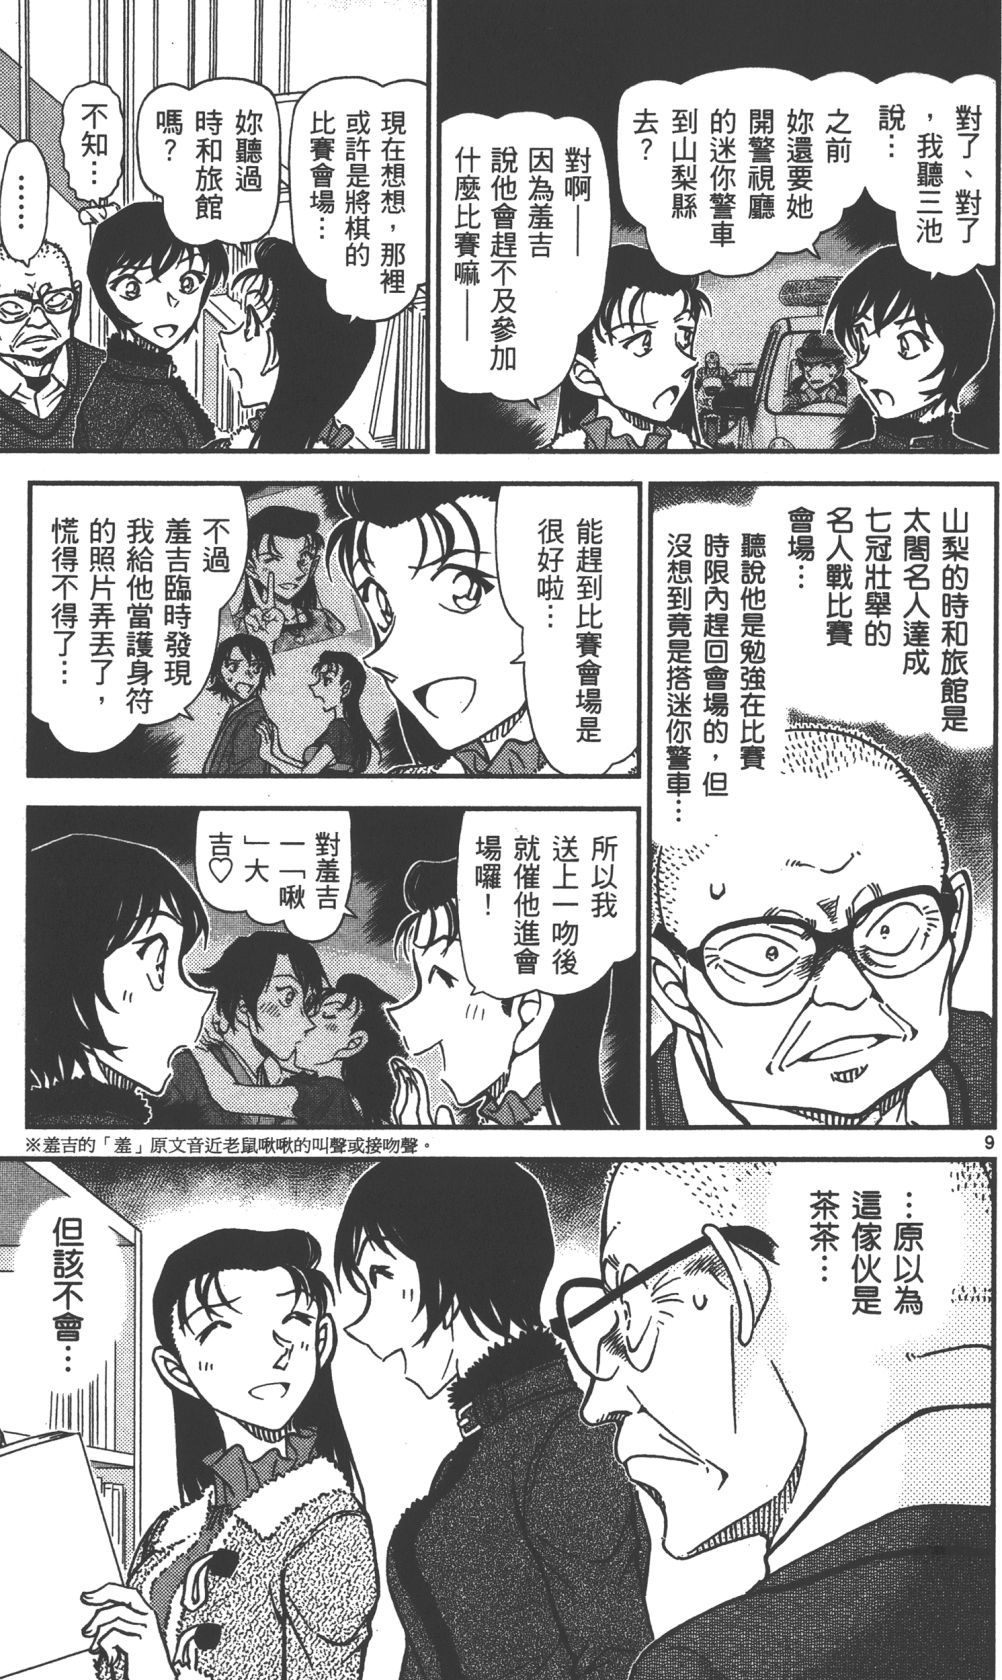 對了、對了
，我聽三池
說…
之前
妳還要她
開警視廳
的迷你警車
到山梨縣
去？
對啊──
因為羞吉
說他會趕不及參加
什麼比賽嘛──
現在想想，那裡
或許是將棋的
比賽會場…
妳聽過
時和旅館
嗎？
不知…
……
山梨的時和旅館是
太閤名人達成
七冠壯舉的
名人戰比賽
會場…
聽說他是勉強在比賽
時限內趕回會場的，但
沒想到竟是搭迷你警車…
能趕到比賽會場是
很好啦…
不過
羞吉臨時發現
我給他當護身符
的照片弄丟了，
慌得不得了…
所以我
送上一吻後
就催他進會
場囉！
對羞吉
一「啾
」大
吉♡
※羞吉的「羞」原文音近老鼠啾啾的叫聲或接吻聲。
9
…原以為
這傢伙是
茶茶…
但該不會…